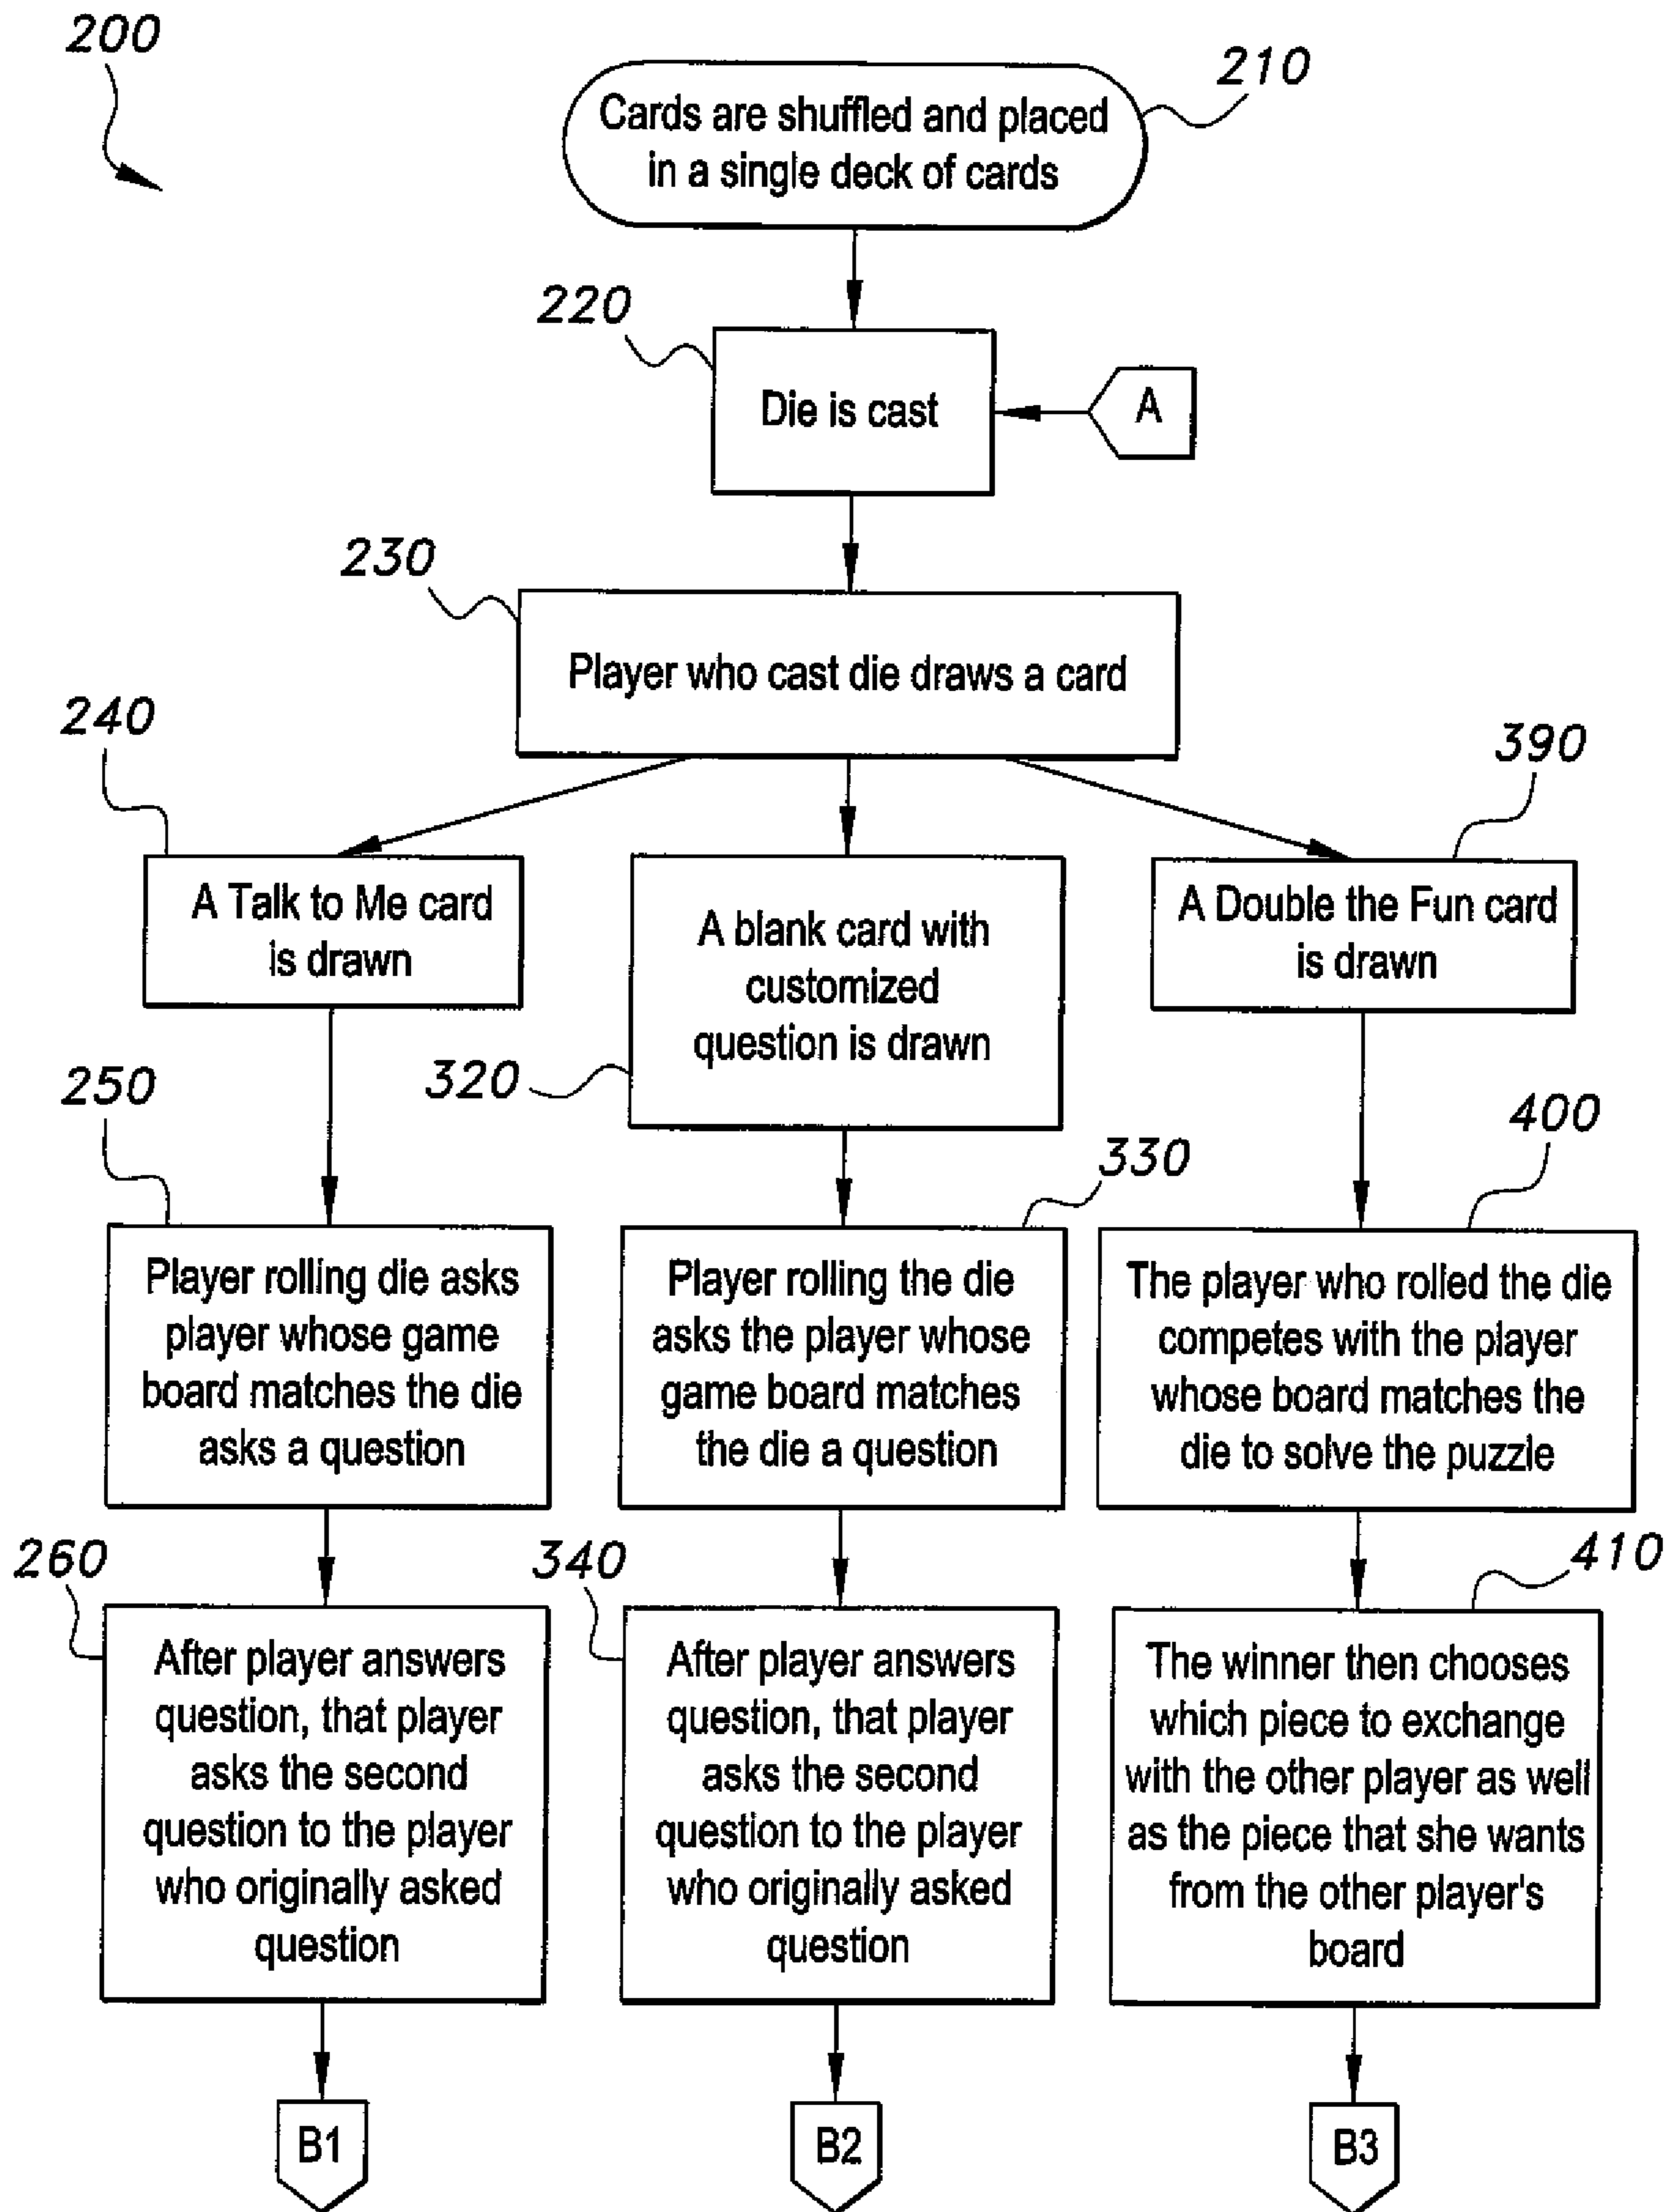 200
210
Cards are shuffled and placed
in a single deck of cards
220
Die is cast
A
230
Player who cast die draws a card
240
A Talk to Me card
is drawn
320
A blank card with
customized
question is drawn
390
A Double the Fun card
is drawn
250
Player rolling die asks
player whose game
board matches the die
asks a question
330
Player rolling the die
asks the player whose
game board matches
the die a question
400
The player who rolled the die
competes with the player
whose board matches the
die to solve the puzzle
260
After player answers
question, that player
asks the second
question to the player
who originally asked
question
340
After player answers
question, that player
asks the second
question to the player
who originally asked
question
410
The winner then chooses
which piece to exchange
with the other player as well
as the piece that she wants
from the other player's
board
B1
B2
B3